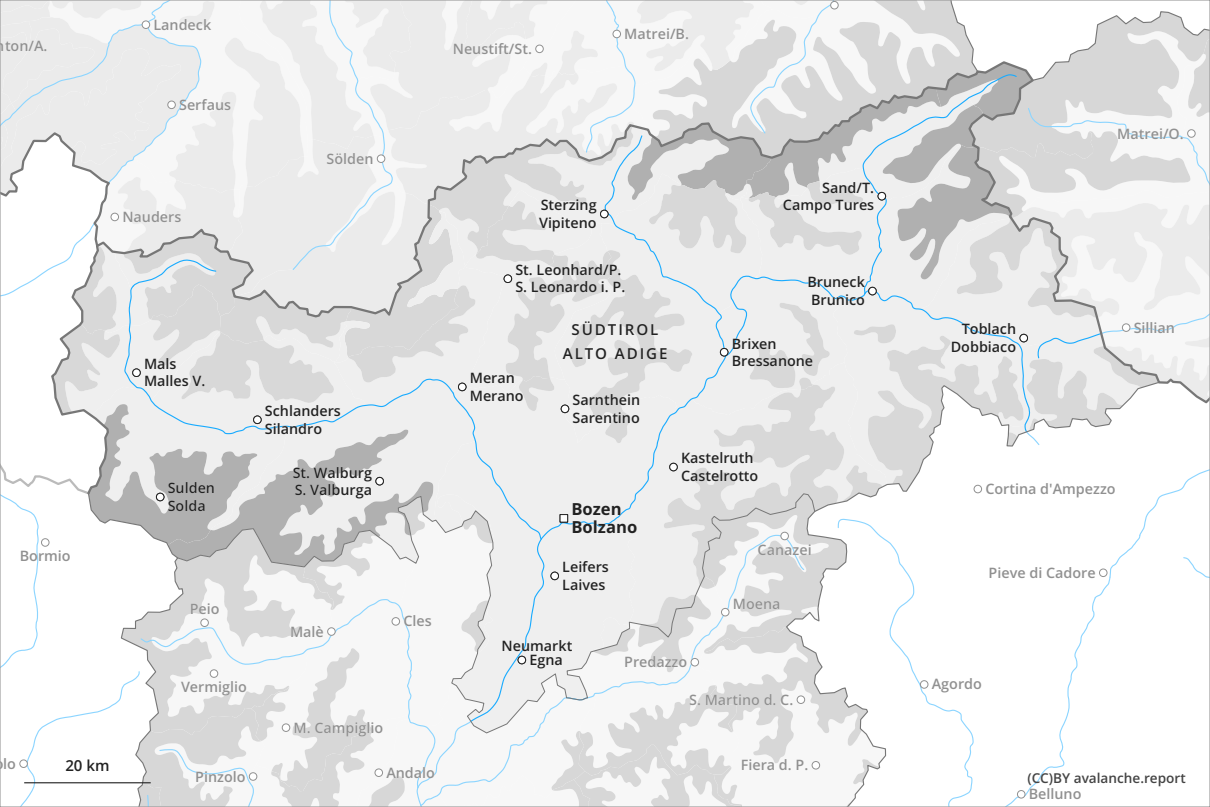 Landeck
nton/A.
Neustift/St.
Matrei/B.
Serfaus
Sölden
Matrei/O.
Nauders
Sand/T.
Campo Tures
Sterzing
Vipiteno
St. Leonhard/P.
S. Leonardo i. P.
Bruneck
Brunico
SÜDTIROL
ALTO ADIGE
Toblach
Dobbiaco
Sillian
Brixen
Bressanone
Mals
Malles V.
Meran
Merano
Sarnthein
Sarentino
Schlanders
Silandro
Kastelruth
Castelrotto
St. Walburg
S. Valburga
Sulden
Solda
Cortina d'Ampezzo
Bozen
Bolzano
Canazei
Bormio
Leifers
Laives
Pieve di Cadore
Peio
Moena
Cles
Malè
Neumarkt
Egna
Predazzo
Vermiglio
Agordo
S. Martino d. C.
M. Campiglio
olo
20 km
Pinzolo
Andalo
Fiera d. P.
(CC)BY avalanche.report
Belluno